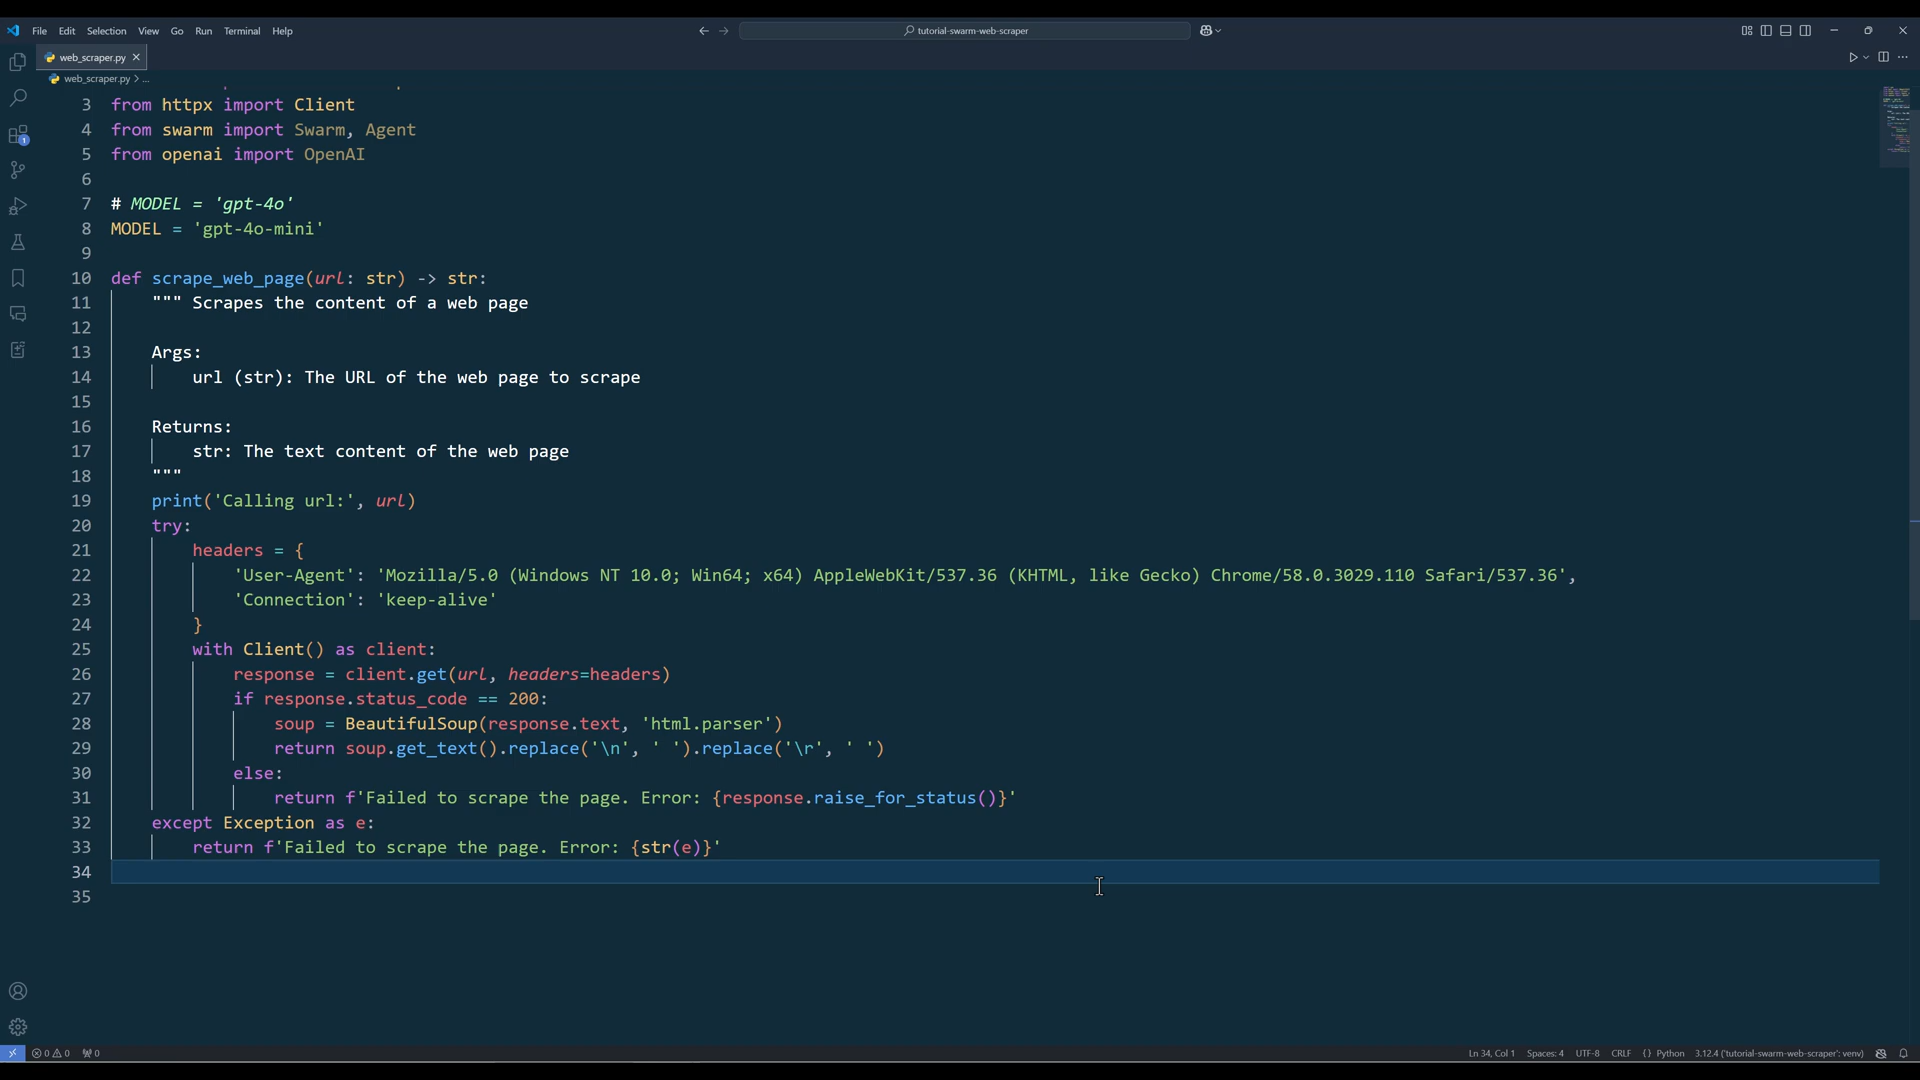 File Edit Selection View Go Run Terminal Help
tutorial-swarm-web-scraper
web_scraper.py
web_scraper.py > ...
3 from httpx import Client
4 from swarm import Swarm, Agent
5 from openai import OpenAI
6
7 # MODEL = 'gpt-4o'
8 MODEL = 'gpt-4o-mini'
9
10 def scrape_web_page(url: str) -> str:
11     """ Scrapes the content of a web page
12
13     Args:
14         url (str): The URL of the web page to scrape
15
16     Returns:
17         str: The text content of the web page
18     """
19     print('Calling url:', url)
20     try:
21         headers = {
22             'User-Agent': 'Mozilla/5.0 (Windows NT 10.0; Win64; x64) AppleWebKit/537.36 (KHTML, like Gecko) Chrome/58.0.3029.110 Safari/537.36',
23             'Connection': 'keep-alive'
24         }
25         with Client() as client:
26             response = client.get(url, headers=headers)
27             if response.status_code == 200:
28                 soup = BeautifulSoup(response.text, 'html.parser')
29                 return soup.get_text().replace('\n', ' ').replace('\r', ' ')
30             else:
31                 return f'Failed to scrape the page. Error: {response.raise_for_status()}'
32     except Exception as e:
33         return f'Failed to scrape the page. Error: {str(e)}'
34
35
1
0 0 0 Ln 34, Col 1 Spaces: 4 UTF-8 CRLF {} Python 3.12.4 ('tutorial-swarm-web-scraper': venv)